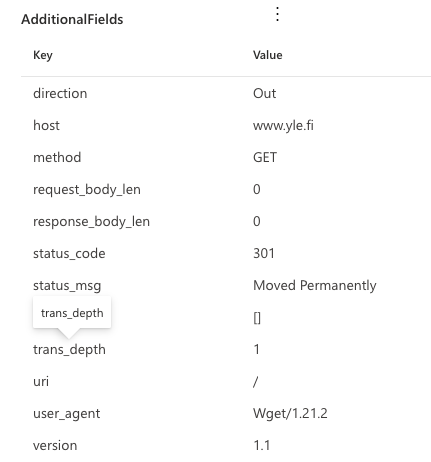 AdditionalFields
Key Value
direction Out
host www.yle.fi
method GET
request_body_len 0
response_body_len 0
status_code 301
status_msg Moved Permanently
trans_depth
[]
trans_depth 1
uri /
user_agent Wget/1.21.2
version 1.1